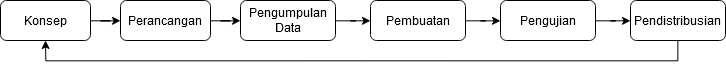 Konsep
Perancangan
Pengumpulan
Data
Pembuatan
Pengujian
Pendistribusian